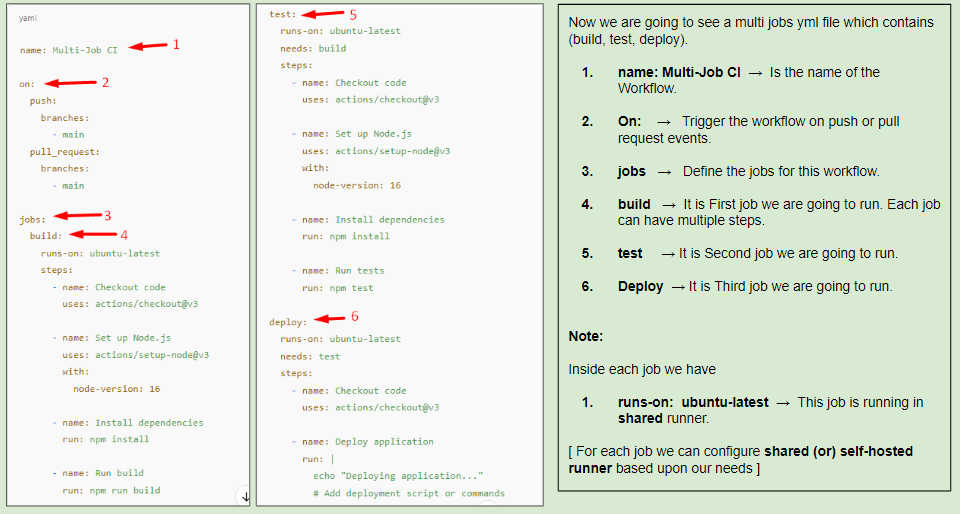 yaml
name: Multi-Job CI
1
on:
2
push:
branches:
- main
pull_request:
branches:
- main
jobs:
3
build:
4
runs-on: ubuntu-latest
steps:
- name: Checkout code
uses: actions/checkout@v3
- name: Set up Node.js
uses: actions/setup-node@v3
with:
node-version: 16
- name: Install dependencies
run: npm install
- name: Run build
run: npm run build
test:
5
runs-on: ubuntu-latest
needs: build
steps:
- name: Checkout code
uses: actions/checkout@v3
- name: Set up Node.js
uses: actions/setup-node@v3
with:
node-version: 16
- name: Install dependencies
run: npm install
- name: Run tests
run: npm test
deploy:
6
runs-on: ubuntu-latest
needs: test
steps:
- name: Checkout code
uses: actions/checkout@v3
- name: Deploy application
run: |
echo "Deploying application..."
# Add deployment script or commands
Now we are going to see a multi jobs yml file which contains
(build, test, deploy).
1. name: Multi-Job CI → Is the name of the
Workflow.
2. On: → Trigger the workflow on push or pull
request events.
3. jobs → Define the jobs for this workflow.
4. build → It is First job we are going to run. Each job
can have multiple steps.
5. test → It is Second job we are going to run.
6. Deploy → It is Third job we are going to run.
Note:
Inside each job we have
1. runs-on: ubuntu-latest → This job is running in
shared runner.
[ For each job we can configure shared (or) self-hosted
runner based upon our needs ]